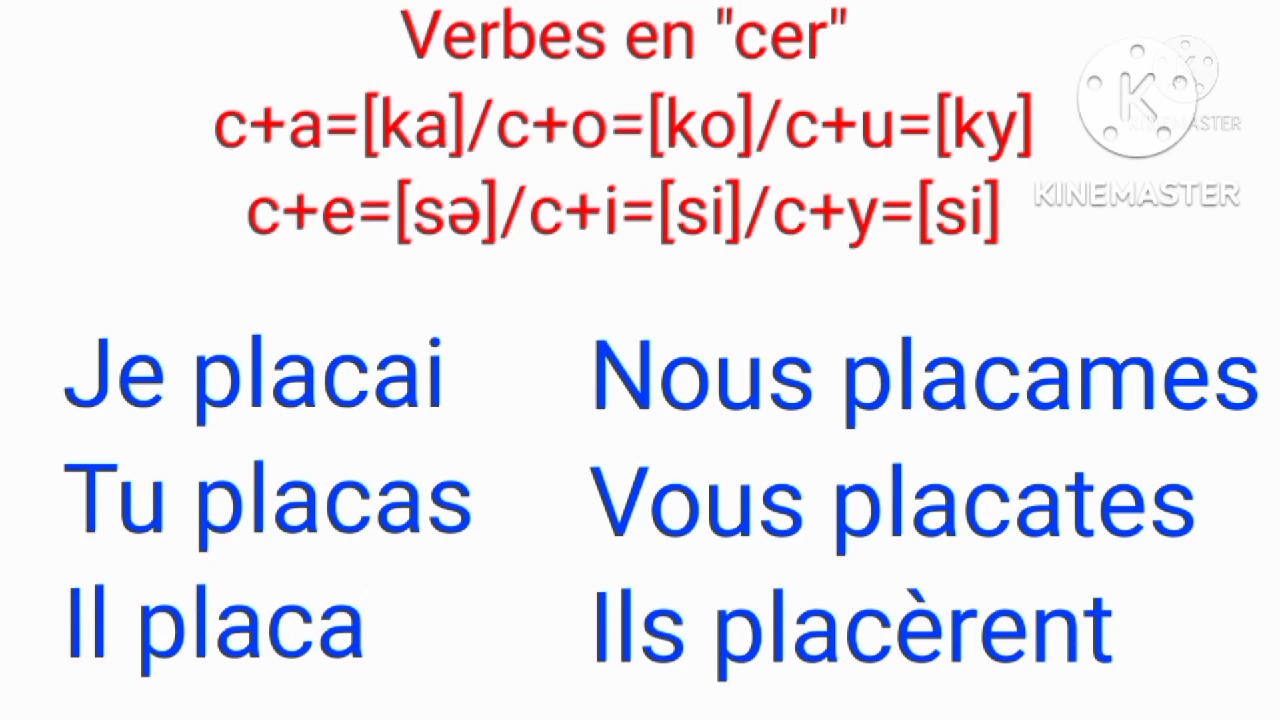 Verbes en "cer"
c+a=[ka]/c+o=[ko]/c+u=[ky]
c+e=[sə]/c+i=[si]/c+y=[si]
KINEMASTER
KINEMASTER
Je placai
Tu placas
Il placa
Nous placames
Vous placates
Ils placèrent